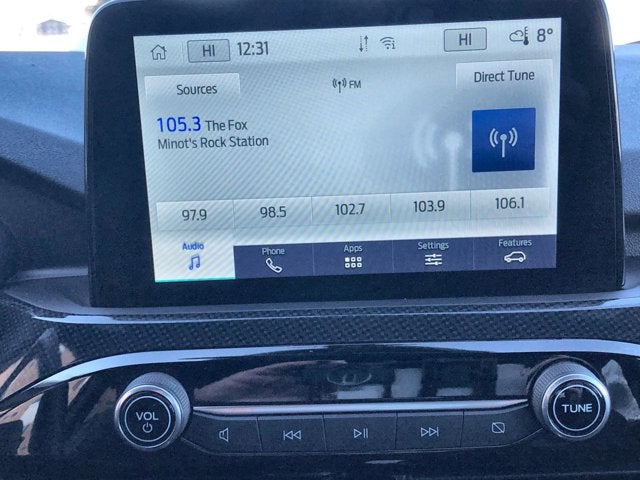 HI 12:31 HI 8°
Sources FM Direct Tune
105.3 The Fox
Minot's Rock Station
97.9 98.5 102.7 103.9 106.1
Audio Phone Apps Settings Features
VOL TUNE